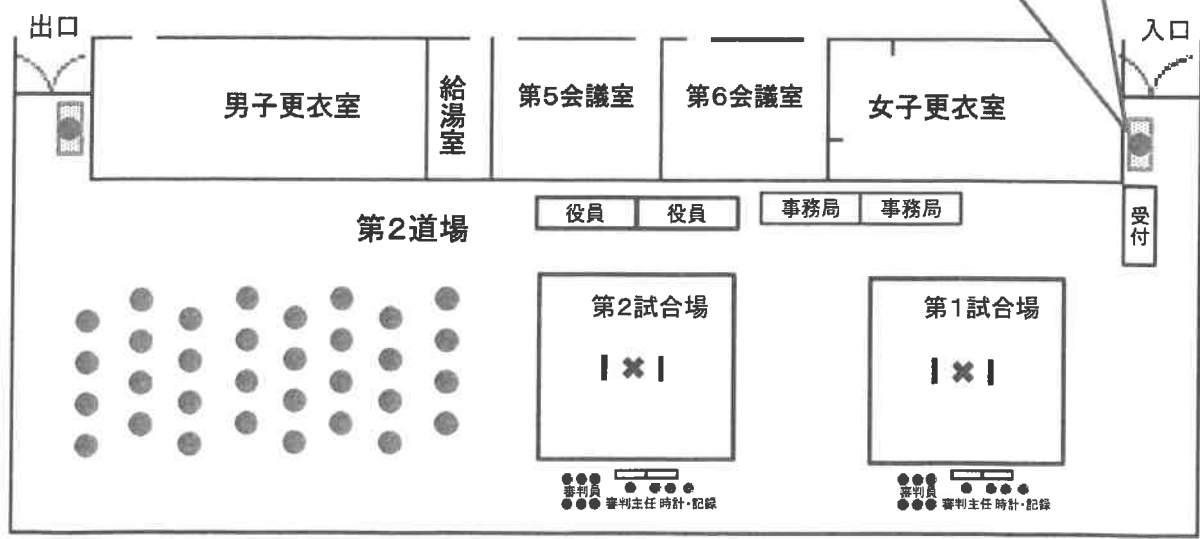 出口
入口
男子更衣室
給湯室
第5会議室
第6会議室
女子更衣室
役員
役員
事務局
事務局
受付
第2道場
第2試合場
第1試合場
審判員
審判主任 時計・記録
審判員
審判主任 時計・記録